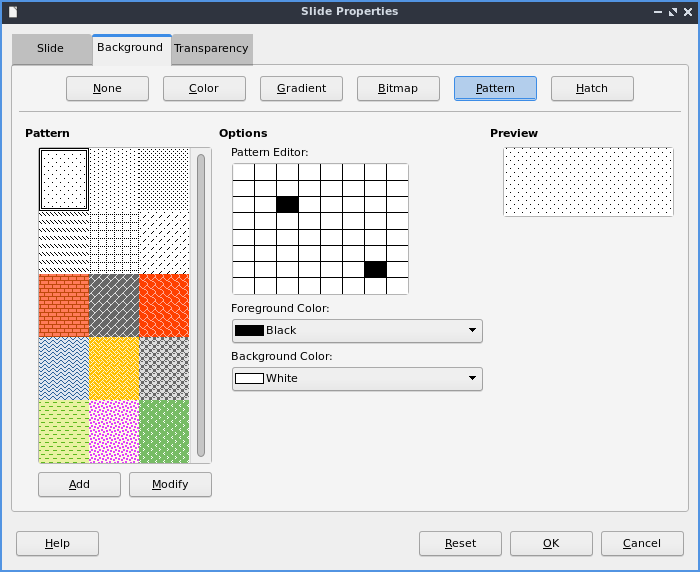 Slide Properties
Slide Background Transparency
None Color Gradient Bitmap Pattern Hatch
Pattern Options Preview
Pattern Editor:
Foreground Color:
Black
Background Color:
White
Add Modify
Help Reset OK Cancel